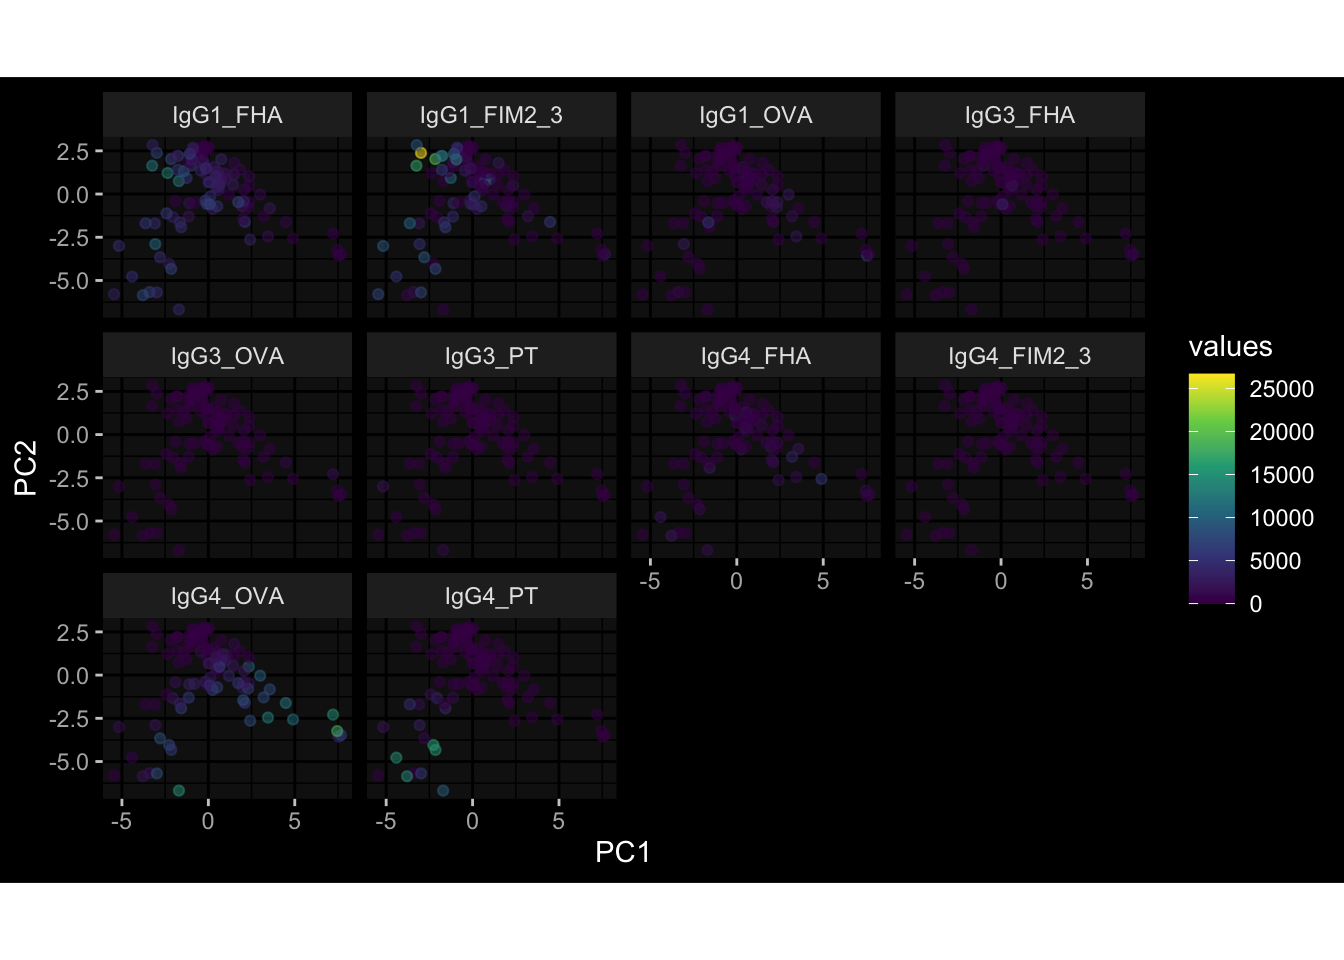 IgG1_FHA IgG1_FIM2_3 IgG1_OVA IgG3_FHA
2.5
0.0
-2.5
-5.0
IgG3_OVA IgG3_PT IgG4_FHA IgG4_FIM2_3
2.5
0.0
-2.5
-5.0
-5 0 5 -5 0 5
IgG4_OVA IgG4_PT
2.5
0.0
-2.5
-5.0
-5 0 5 -5 0 5
PC1
PC2
values
25000
20000
15000
10000
5000
0